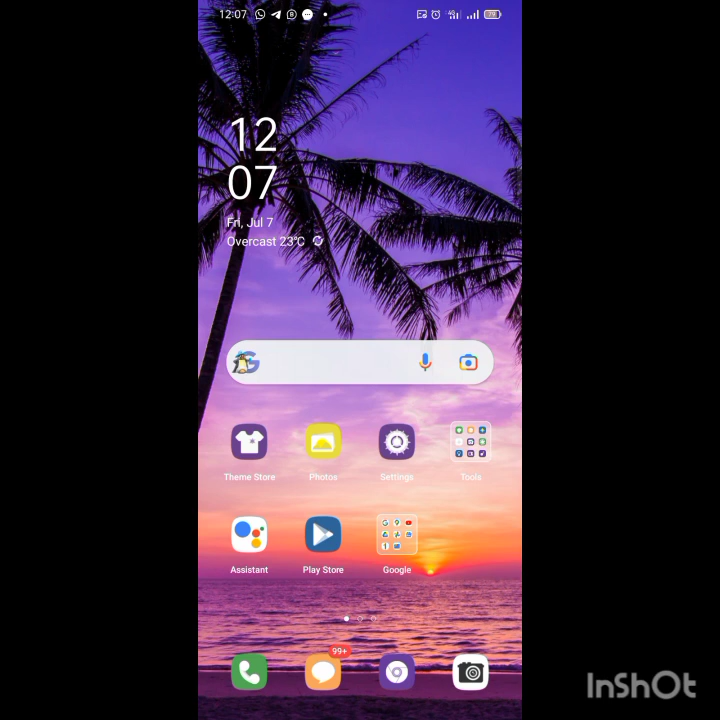 12:07
79
12
07
Fri, Jul 7
Overcast 23°C
Theme Store
Photos
Settings
Tools
Assistant
Play Store
Google
99+
InShOt